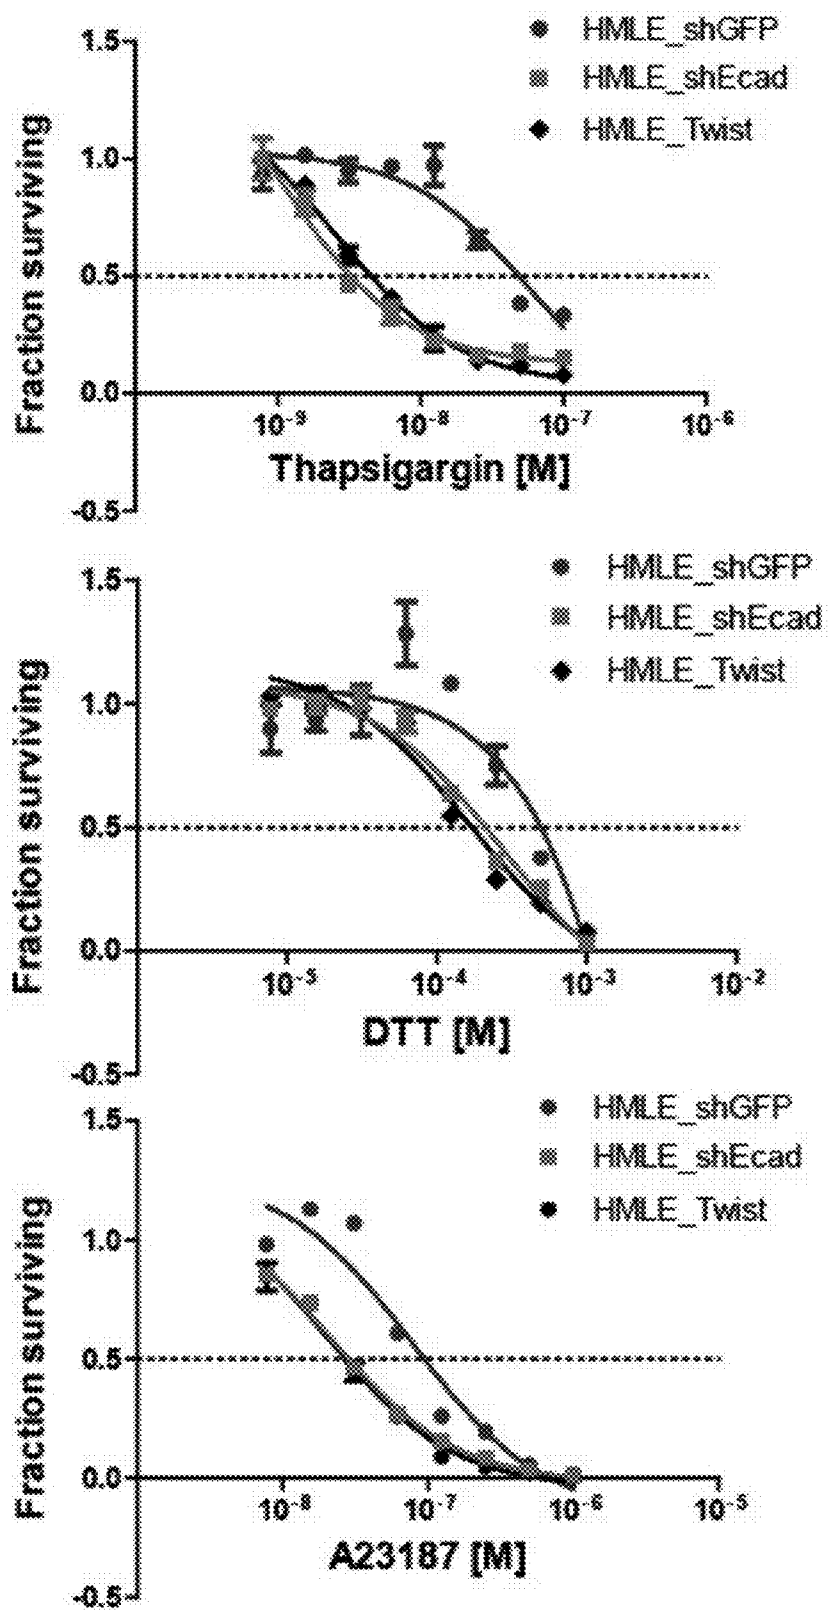 HMLE_shGFP
HMLE_shEcad
HMLE_Twist
Fraction surviving
1.5
1.0
0.5
0.0
-0.5
10-9 10-8 10-7 10-6
Thapsigargin [M]
HMLE_shGFP
HMLE_shEcad
HMLE_Twist
Fraction surviving
1.5
1.0
0.5
0.0
-0.5
10-5 10-4 10-3 10-2
DTT [M]
HMLE_shGFP
HMLE_shEcad
HMLE_Twist
Fraction surviving
1.5
1.0
0.5
0.0
-0.5
10-8 10-7 10-6 10-5
A23187 [M]